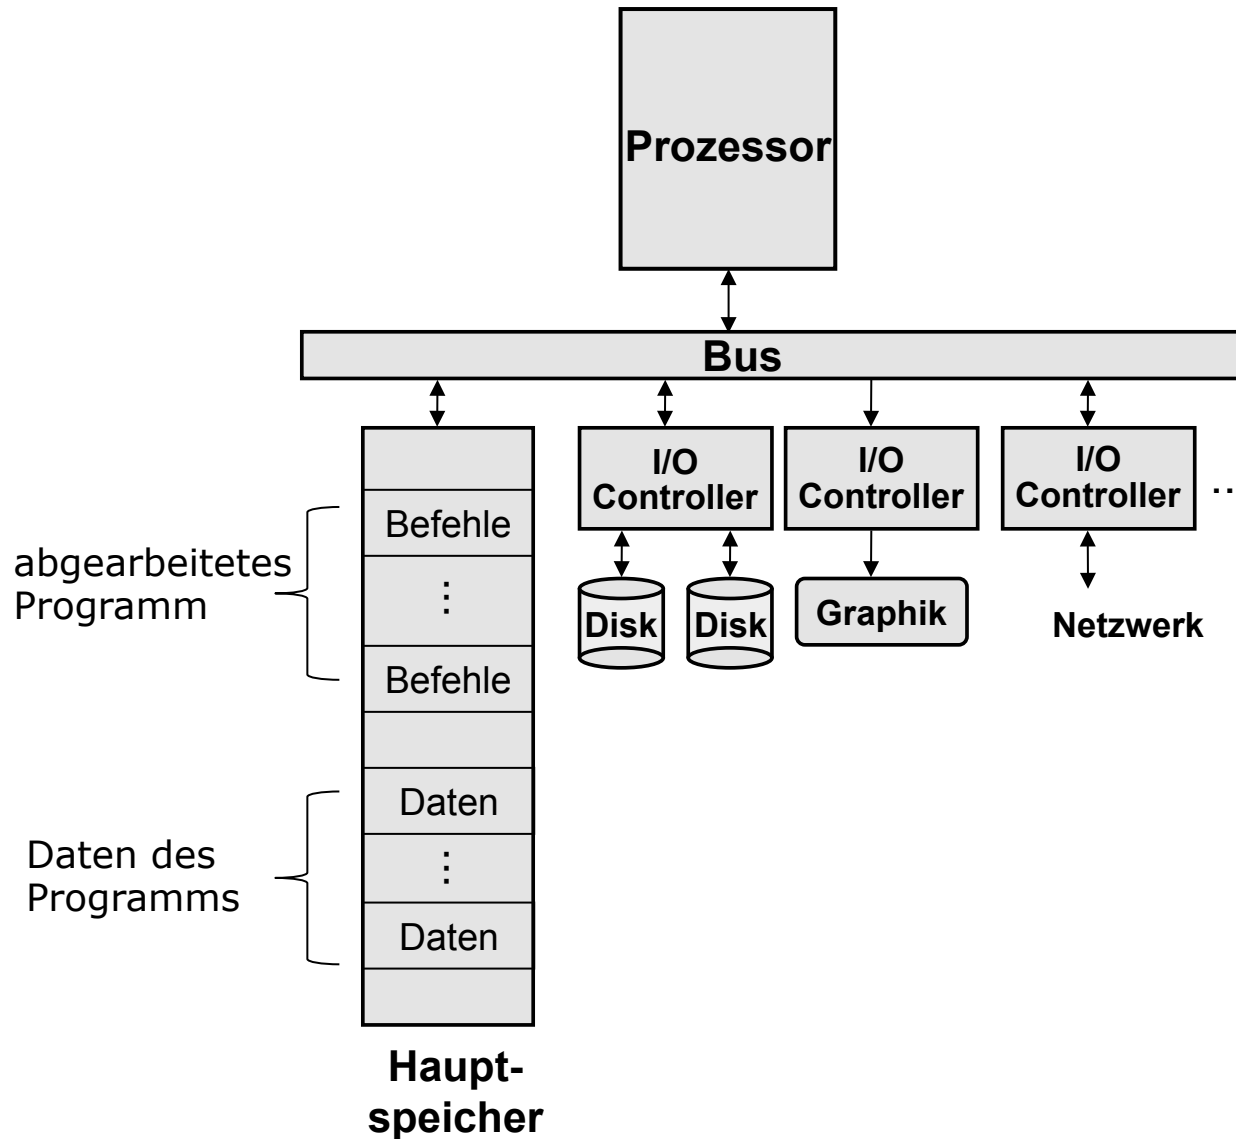 Prozessor
Bus
I/O
Controller
I/O
Controller
I/O
Controller
...
Disk
Disk
Graphik
Netzwerk
abgearbeitetes
Programm
Befehle
⋮
Befehle
Daten des
Programms
Daten
⋮
Daten
Haupt-
speicher